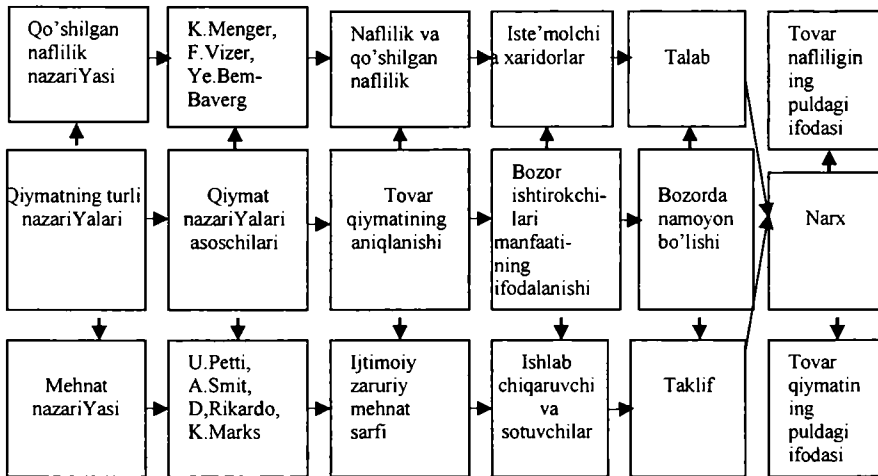 Qo’shilgan
naflilik
nazariYasi
K.Menger,
F.Vizer,
Ye.Bem-
Baverg
Naflilik va
qo’shilgan
naflilik
Iste’molchi
a xaridorlar
Talab
Tovar
nafliligin
ing
puldagi
ifodasi
Qiymatning turli
nazariYalari
Qiymat
nazariYalari
asoschilari
Tovar
qiymatining
aniqlanishi
Bozor
ishtirokchi-
lari
manfaati-
ning
ifodalanishi
Bozorda
namoyon
bo’lishi
Narx
Mehnat
nazariYasi
U.Petti,
A.Smit,
D,Rikardo,
K.Marks
Ijtimoiy
zaruriy
mehnat
sarfi
Ishlab
chiqaruvchi
va
sotuvchilar
Taklif
Tovar
qiymatin
ing
puldagi
ifodasi